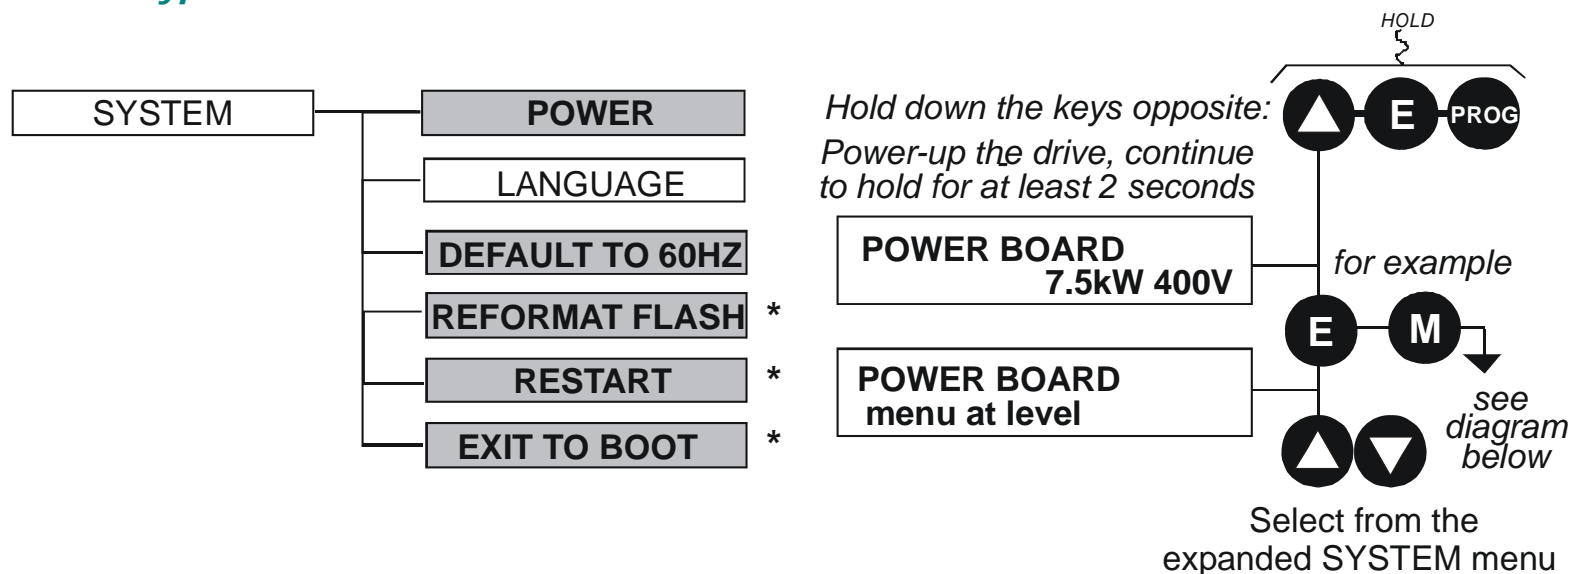 SYSTEM
POWER
LANGUAGE
DEFAULT TO 60HZ
REFORMAT FLASH *
RESTART *
EXIT TO BOOT *
HOLD
Hold down the keys opposite:
E
PROG
Power-up the drive, continue
to hold for at least 2 seconds
POWER BOARD
7.5kW 400V
for example
E
M
POWER BOARD
menu at level
see
diagram
below
Select from the
expanded SYSTEM menu